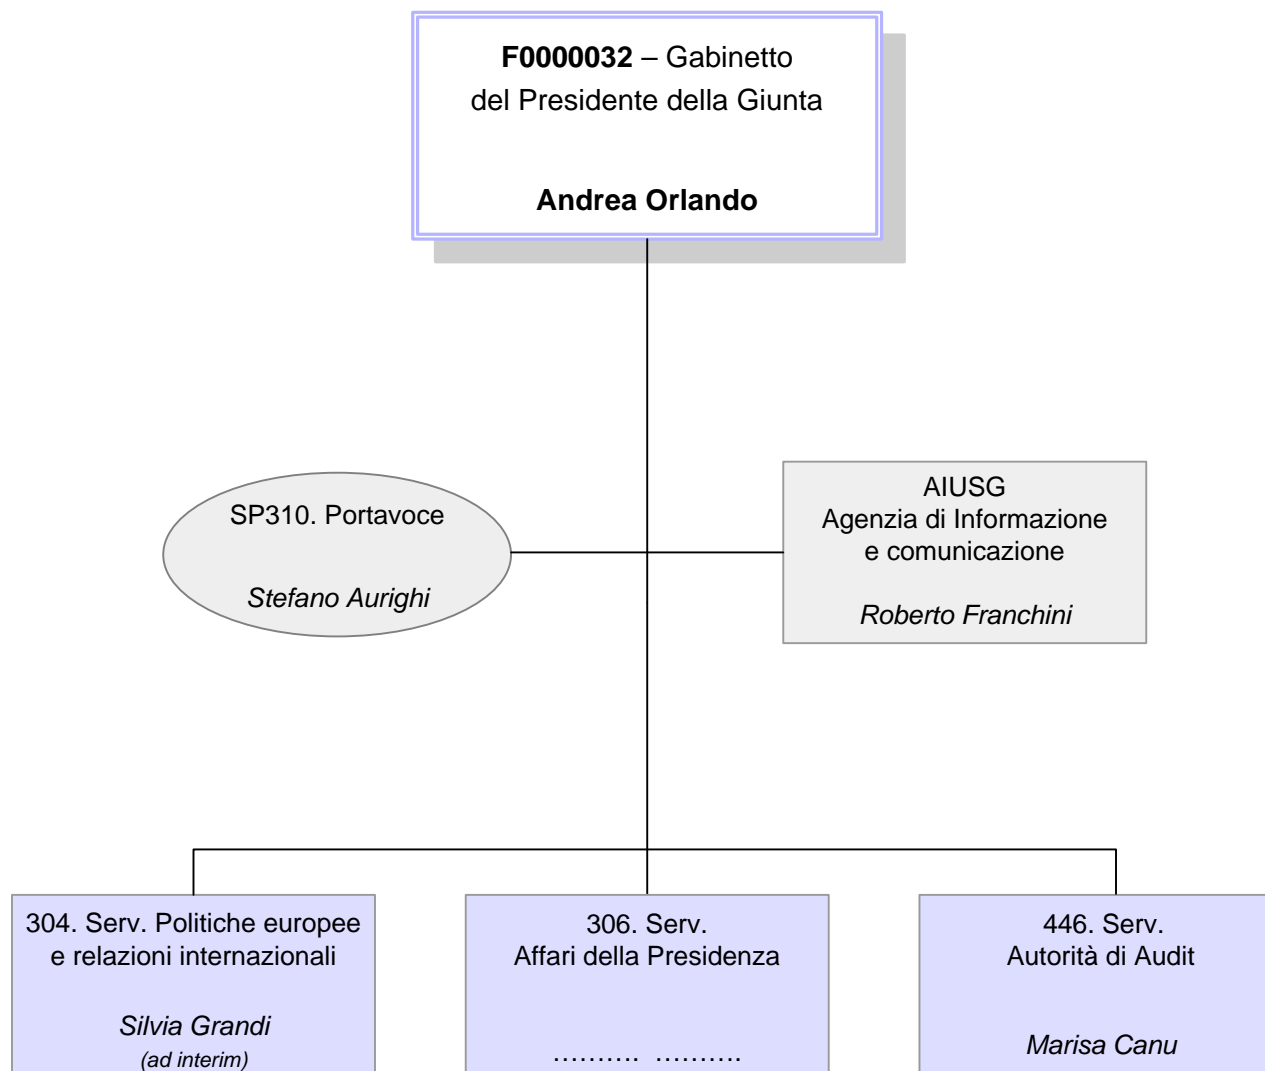 F0000032 – Gabinetto
del Presidente della Giunta
Andrea Orlando
SP310. Portavoce
Stefano Aurighi
AIUSG
Agenzia di Informazione
e comunicazione
Roberto Franchini
304. Serv. Politiche europee
e relazioni internazionali
Silvia Grandi
(ad interim)
306. Serv.
Affari della Presidenza
………. ……….
446. Serv.
Autorità di Audit
Marisa Canu